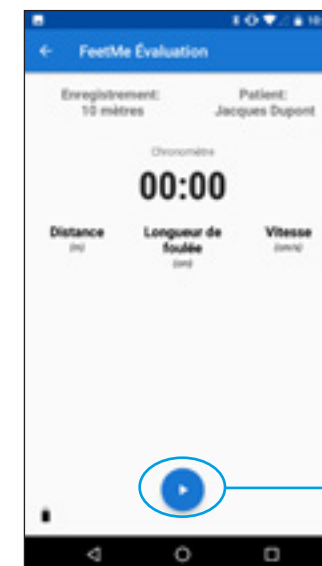 FeetMe Évaluation
Enregistrement:
10 mètres
Patient:
Jacques Dupont
Chronomètre
00:00
Distance
(m)
Longueur de
foulée
(cm)
Vitesse
(cm/s)